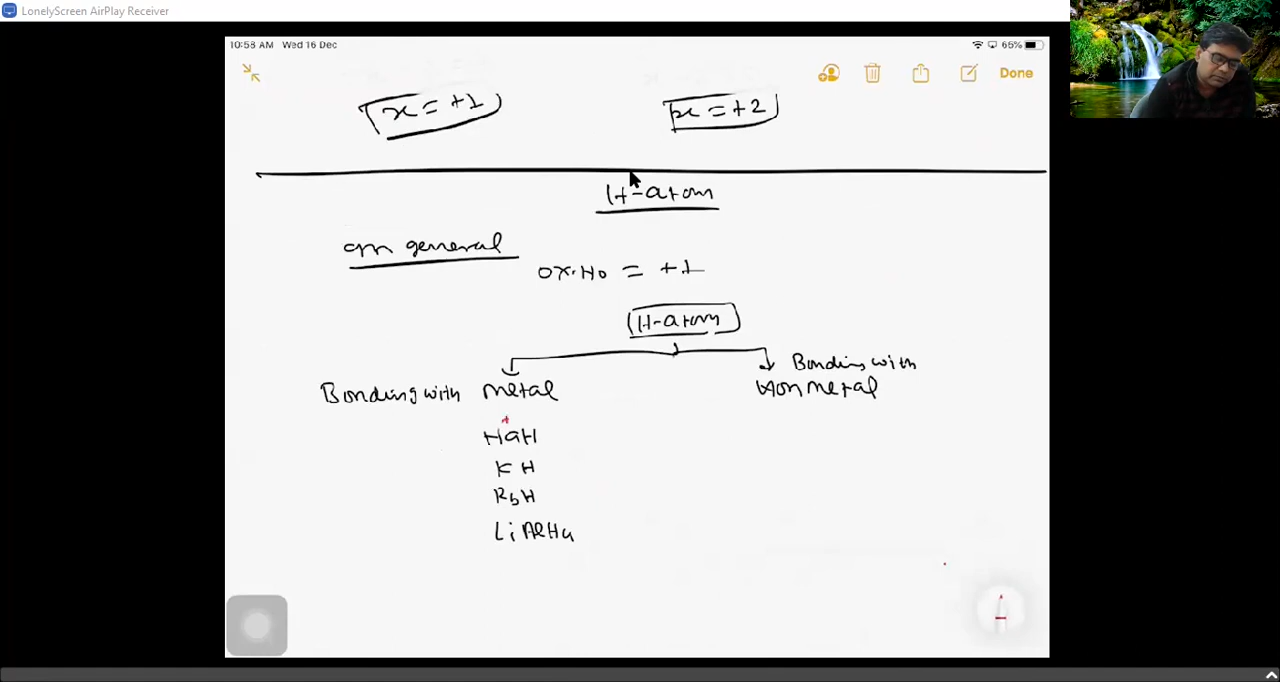 LonelyScreen AirPlay Receiver
10:58 AM Wed 16 Dec
65%
Done
x = +1
x = +2
H-atom
In general
OX.No = +1
H-atom
Bonding with metal
Bonding with
Non metal
+
NaH
KH
RbH
LiAlH4